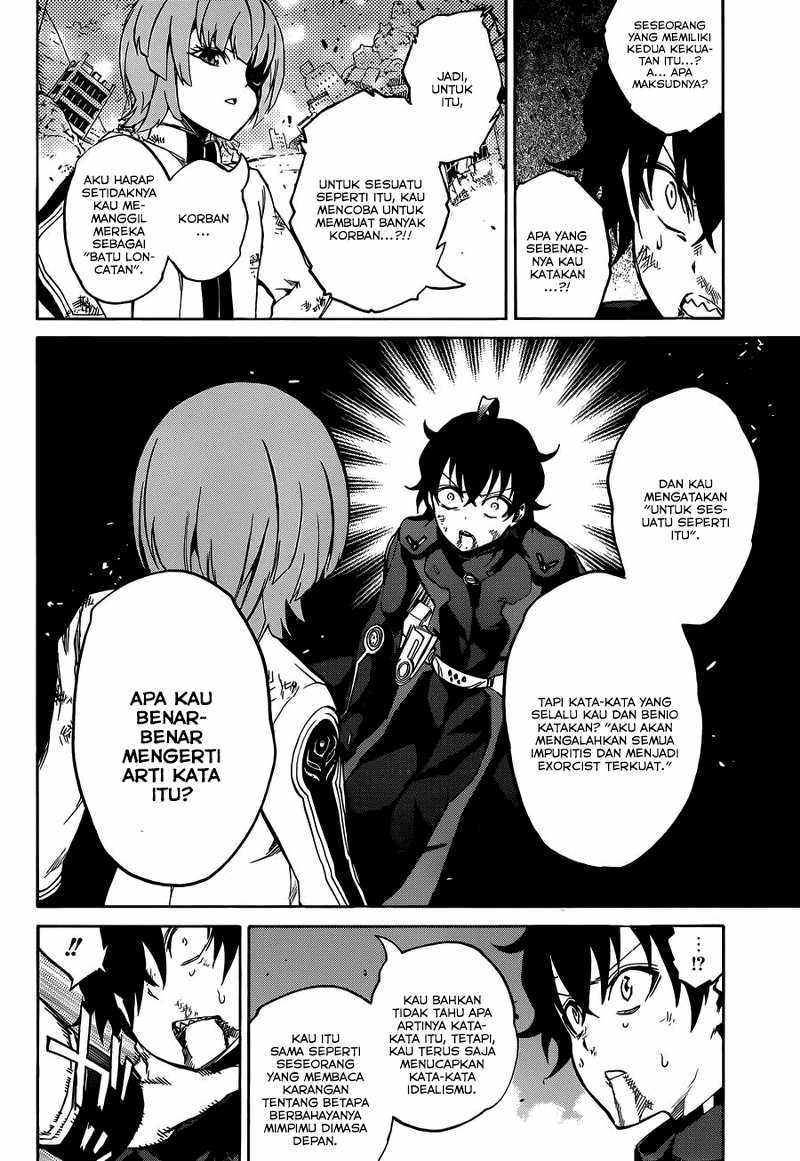 SESEORANG
YANG MEMILIKI
KEDUA KEKUA-
TAN ITU...?
A... APA
MAKSUDNYA?
APA YANG
SEBENAR-
NYA KAU
KATAKAN
...?!
JADI,
UNTUK
ITU,
UNTUK SESUATU
SEPERTI ITU, KAU
MENCOBA UNTUK
MEMBUAT BANYAK
KORBAN...?!!
KORBAN
...
AKU HARAP
SETIDAKNYA
KAU ME-
MANGGIL
MEREKA
SEBAGAI
"BATU LON-
CATAN".
DAN KAU
MENGATAKAN
"UNTUK SES-
UATU SEPERTI
ITU".
TAPI KATA-KATA YANG
SELALU KAU DAN BENIO
KATAKAN? "AKU AKAN
MENGALAHKAN SEMUA
IMPURITIS DAN MENJADI
EXORCIST TERKUAT."
APA KAU
BENAR-
BENAR
MENGERTI
ARTI KATA
ITU?
...!?
KAU BAHKAN
TIDAK TAHU APA
ARTINYA KATA-
KATA ITU, TETAPI,
KAU TERUS SAJA
MENUCAPKAN
KATA-KATA
IDEALISMU.
KAU ITU
SAMA SEPERTI
SESEORANG
YANG MEMBACA
KARANGAN
TENTANG BETAPA
BERBAHAYANYA
MIMPIMU DIMASA
DEPAN.
!!